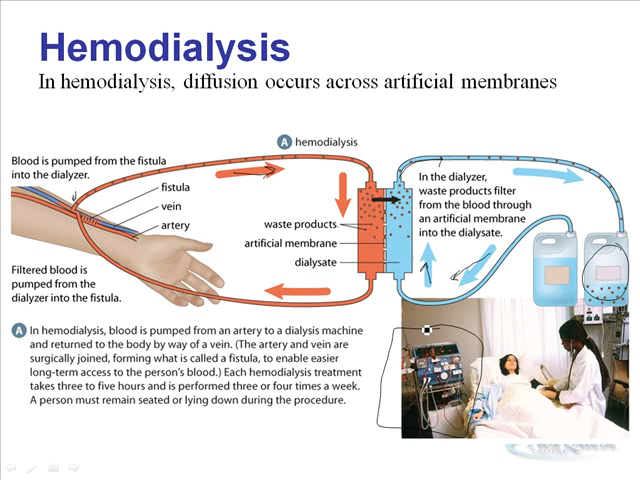 Hemodialysis
In hemodialysis, diffusion occurs across artificial membranes
A hemodialysis
Blood is pumped from the fistula
into the dialyzer.
fistula
vein
artery
Filtered blood is
pumped from the
dialyzer into the fistula.
waste products
artificial membrane
dialysate
In the dialyzer,
waste products filter
from the blood through
an artificial membrane
into the dialysate.
A In hemodialysis, blood is pumped from an artery to a dialysis machine
and returned to the body by way of a vein. (The artery and vein are
surgically joined, forming what is called a fistula, to enable easier
long-term access to the person's blood.) Each hemodialysis treatment
takes three to five hours and is performed three or four times a week.
A person must remain seated or lying down during the procedure.